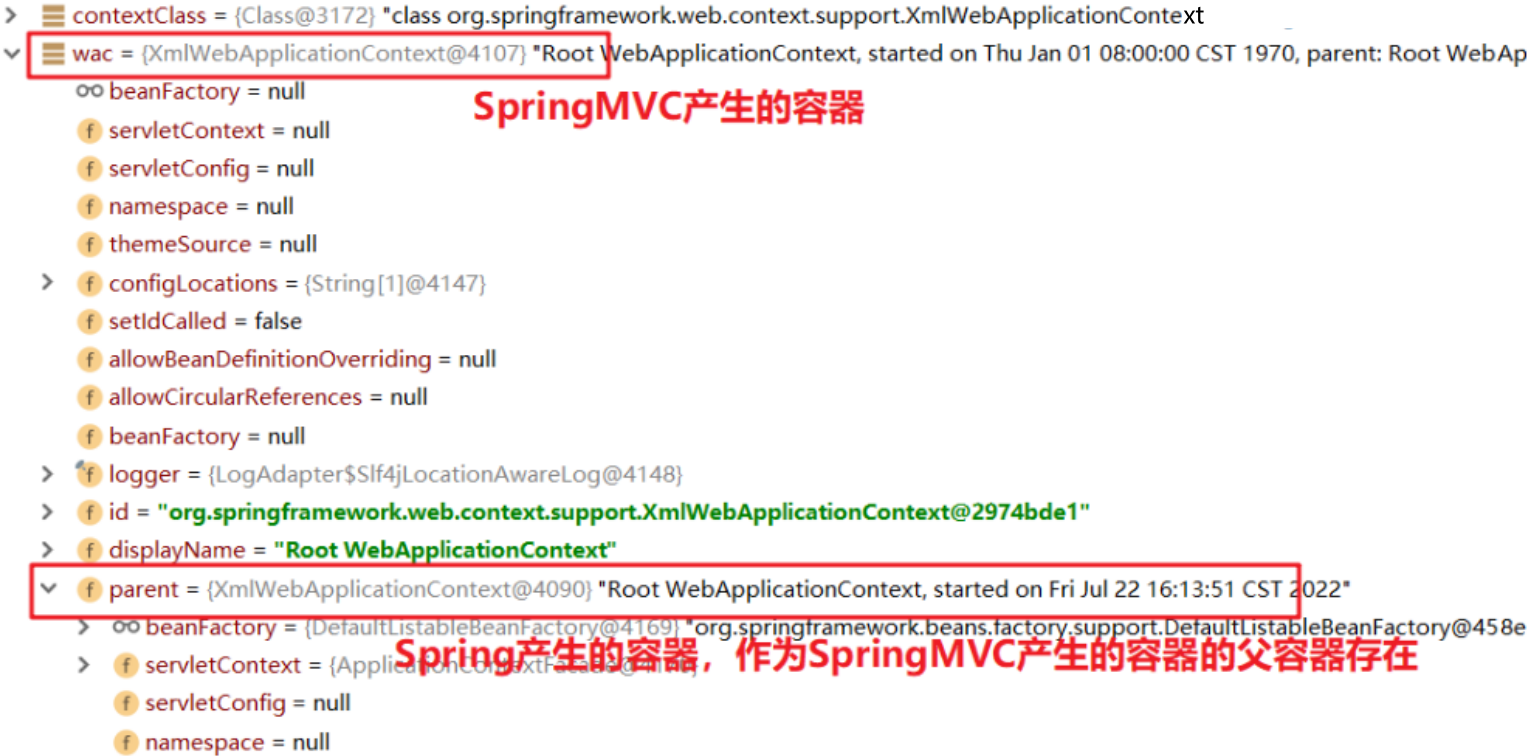 contextClass = {Class@3172} "class org.springframework.web.context.support.XmlWebApplicationContext
wac = {XmlWebApplicationContext@4107} "Root WebApplicationContext, started on Thu Jan 01 08:00:00 CST 1970, parent: Root WebAp
oo beanFactory = null
SpringMVC产生的容器
f servletContext = null
f servletConfig = null
f namespace = null
f themeSource = null
f configLocations = {String[1]@4147}
f setIdCalled = false
f allowBeanDefinitionOverriding = null
f allowCircularReferences = null
f beanFactory = null
f logger = {LogAdapter$Slf4jLocationAwareLog@4148}
f id = "org.springframework.web.context.support.XmlWebApplicationContext@2974bde1"
f displayName = "Root WebApplicationContext"
f parent = {XmlWebApplicationContext@4090} "Root WebApplicationContext, started on Fri Jul 22 16:13:51 CST 2022"
oo beanFactory = {DefaultListableBeanFactory@4169} "org.springframework.beans.factory.support.DefaultListableBeanFactory@458e
Spring产生的容器，作为SpringMVC产生的容器的父容器存在
f servletContext = {ApplicationContextFacade
f servletConfig = null
f namespace = null